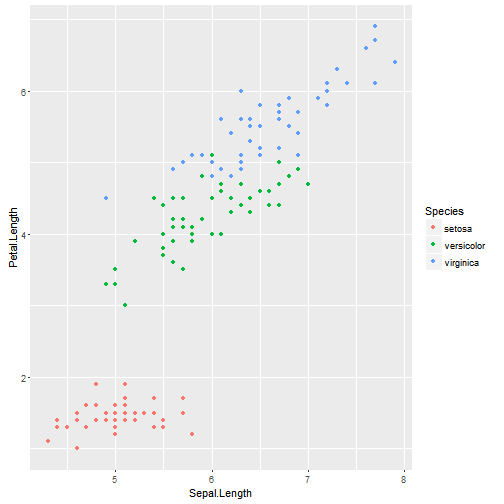 6
4
2
Petal.Length
5 6 7 8
Sepal.Length
Species
setosa
versicolor
virginica